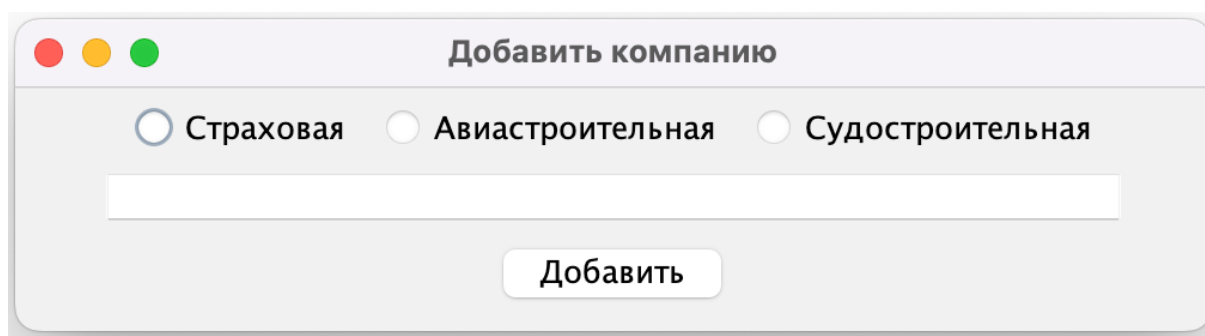 Добавить компанию
Страховая Авиастроительная Судостроительная
Добавить